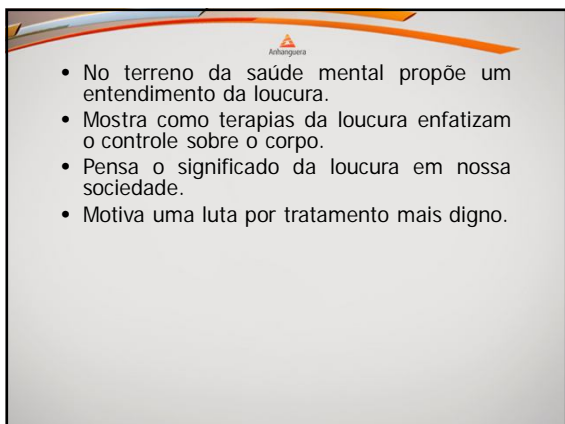 Anhanguera
• No terreno da saúde mental propõe um
entendimento da loucura.
• Mostra como terapias da loucura enfatizam
o controle sobre o corpo.
• Pensa o significado da loucura em nossa
sociedade.
• Motiva uma luta por tratamento mais digno.